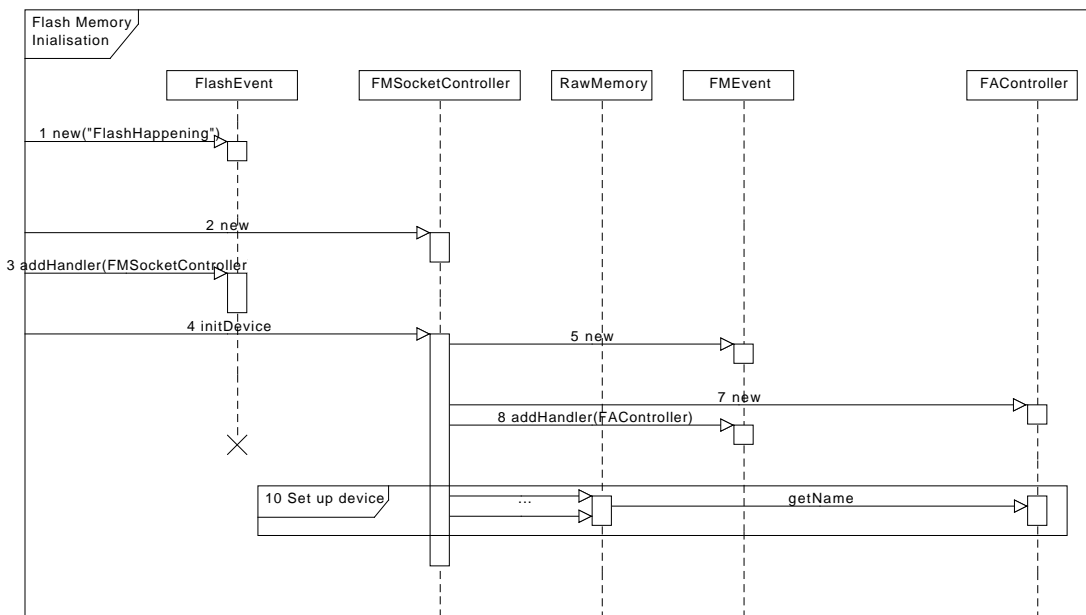 Flash Memory
Inialisation
FlashEvent
FMSocketController
RawMemory
FMEvent
FAController
1 new("FlashHappening")
2 new
3 addHandler(FMSocketController
4 initDevice
5 new
7 new
8 addHandler(FAController)
10 Set up device
...
getName